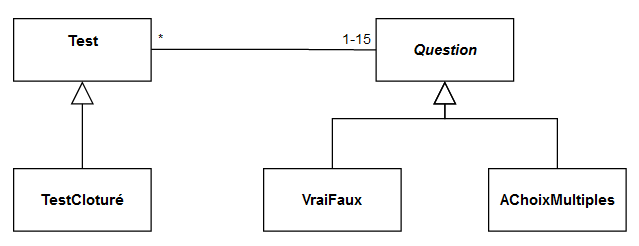 Test
*
1-15
Question
TestCloturé
VraiFaux
AChoixMultiples